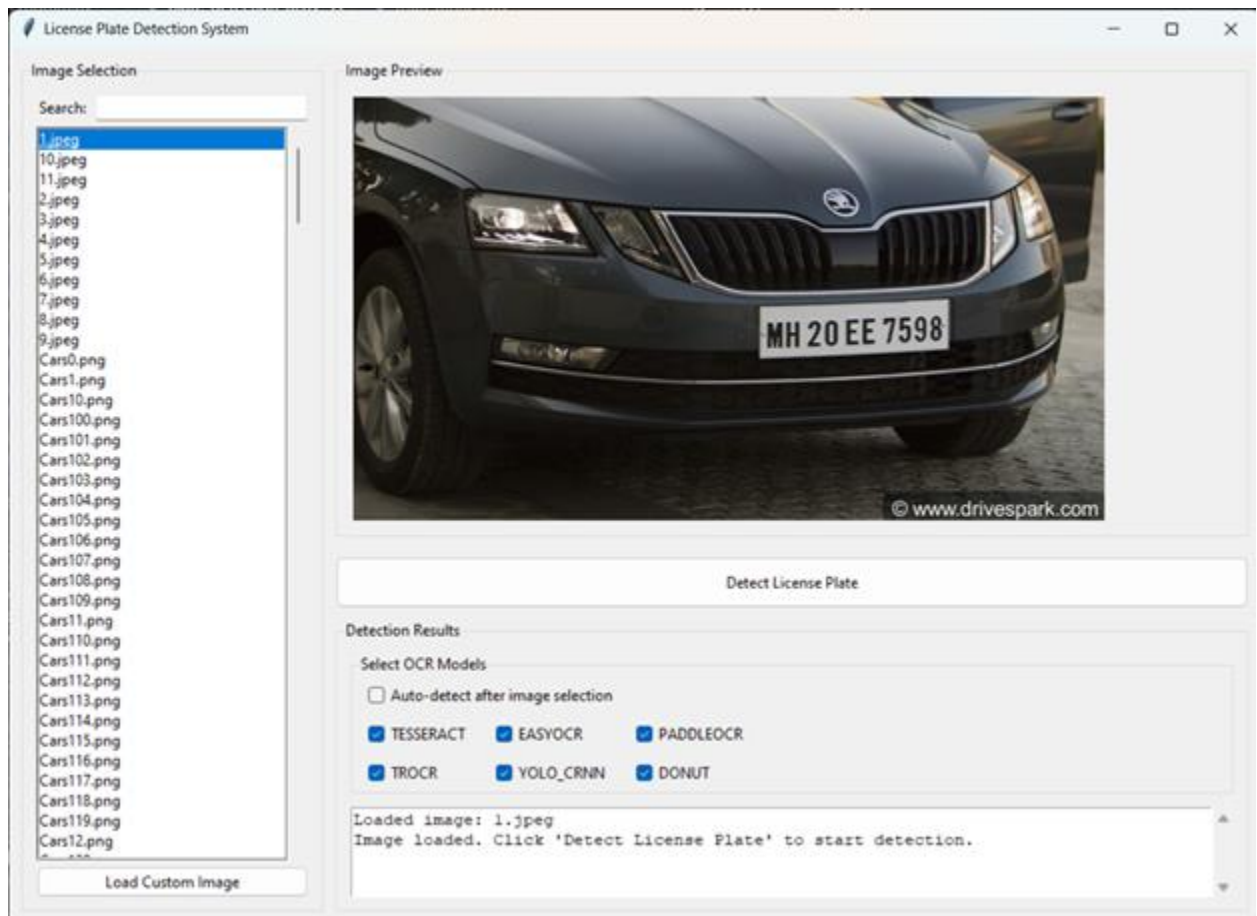 License Plate Detection System
Image Selection
Search:
1.jpeg
10.jpeg
11.jpeg
2.jpeg
3.jpeg
4.jpeg
5.jpeg
6.jpeg
7.jpeg
8.jpeg
9.jpeg
Cars0.png
Cars1.png
Cars10.png
Cars100.png
Cars101.png
Cars102.png
Cars103.png
Cars104.png
Cars105.png
Cars106.png
Cars107.png
Cars108.png
Cars109.png
Cars11.png
Cars110.png
Cars111.png
Cars112.png
Cars113.png
Cars114.png
Cars115.png
Cars116.png
Cars117.png
Cars118.png
Cars119.png
Cars12.png
Load Custom Image
Image Preview
MH 20 EE 7598
© www.drivespark.com
Detect License Plate
Detection Results
Select OCR Models
Auto-detect after image selection
TESSERACT EASYOCR PADDLEOCR
TROCR YOLO_CRNN DONUT
Loaded image: 1.jpeg
Image loaded. Click 'Detect License Plate' to start detection.